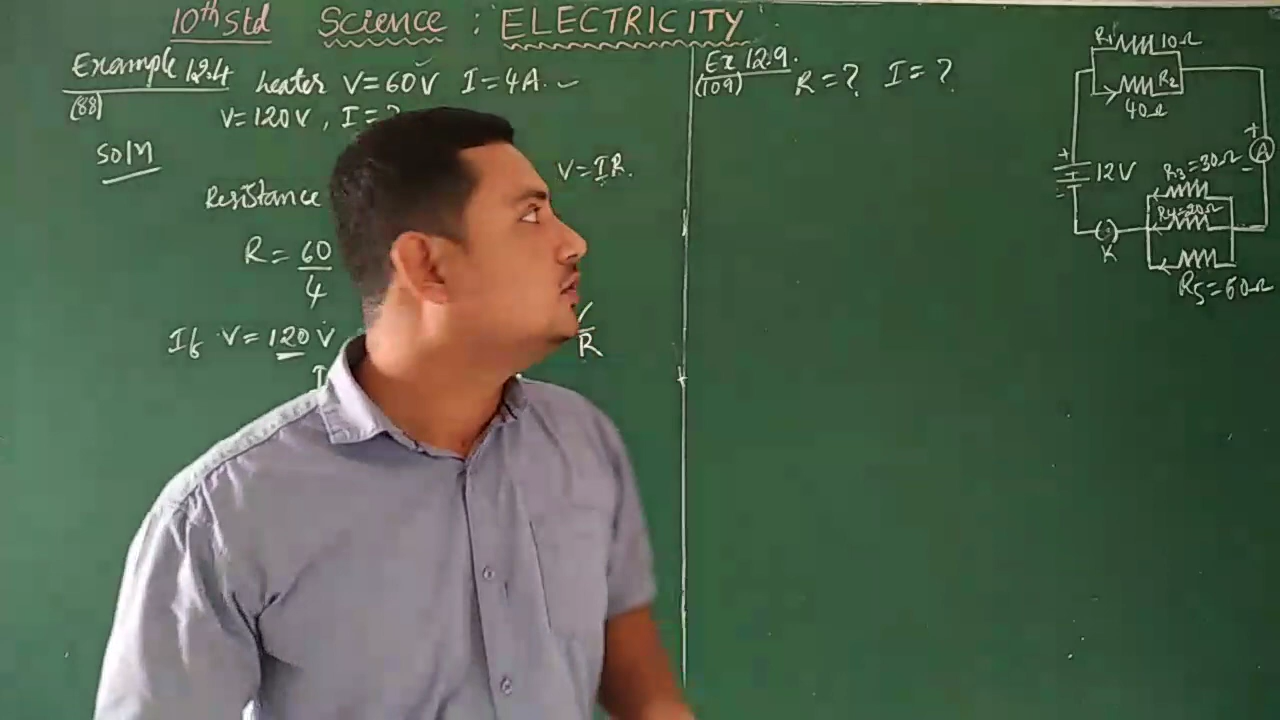 10th Std Science : ELECTRICITY
Example 12.4 heater V=60V I=4A.
(88)
V=120V, I=?
Soln
Resistance
V=IR.
R=60
4
If V=120V
R
Ex 12.9. R=? I=?
(109)
R1 10Ω
R2
40Ω
+
+
A
-
12V
-
R3=30Ω
R4=20Ω
K
R5=60Ω